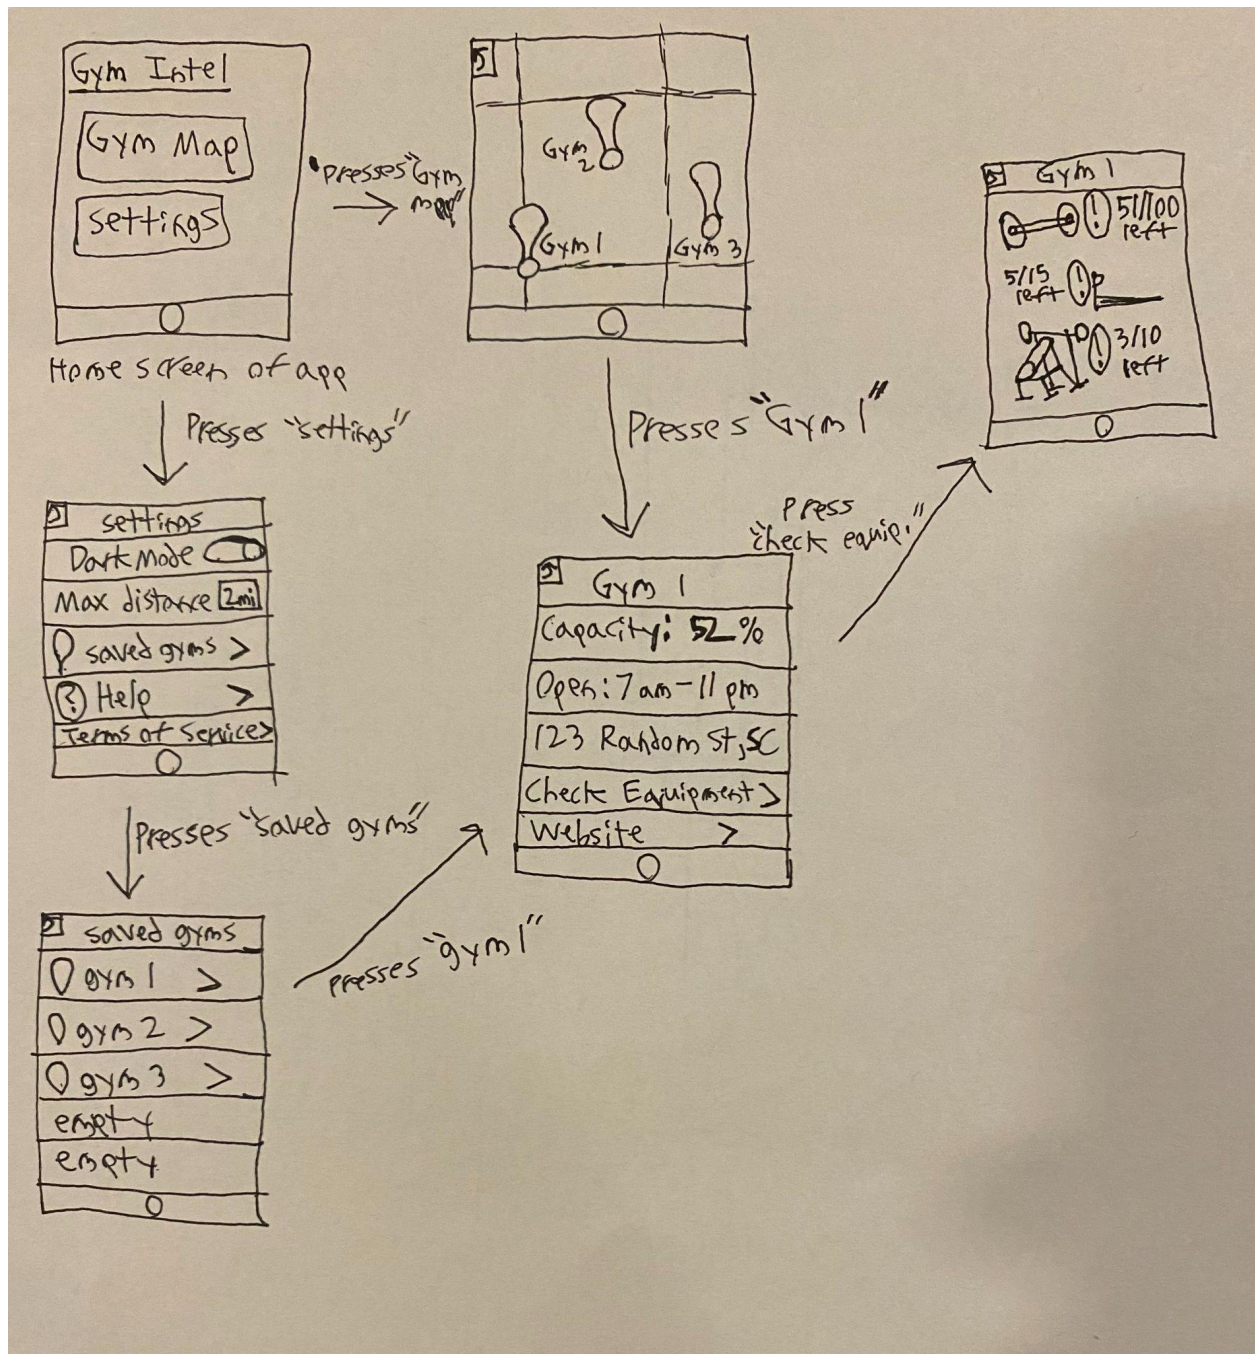 Gym Intel
Gym Map
settings
Home screen of app
Presses "Gym
map"
Gym
2
Gym 1
Gym 3
Presses "settings"
settings
Dark Mode
Max distance 2mi
saved gyms >
? Help >
Terms of Service >
Presses "saved gyms"
saved gyms
gym 1 >
gym 2 >
gym 3 >
empty
empty
presses "gym 1"
Presses "Gym 1"
Gym 1
Capacity: 52 %
Open: 7 am - 11 pm
123 Random St, SC
Check Equipment >
Website >
Press
"check equip."
Gym 1
! 51/100
left
5/15
left !
! 3/10
left